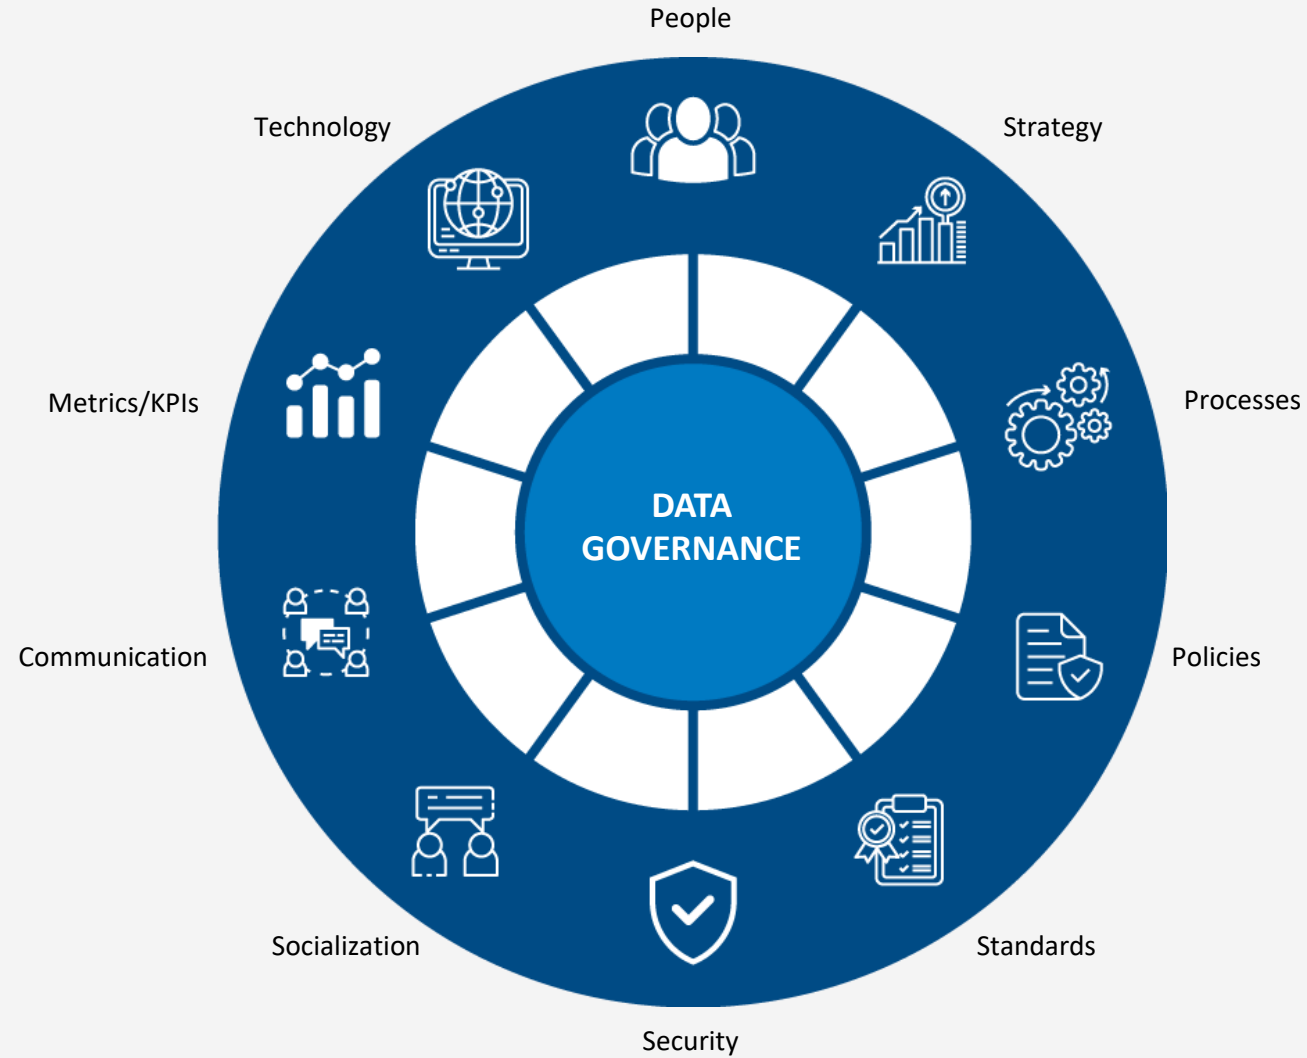 People
Technology
Strategy
Metrics/KPIs
Processes
DATA
GOVERNANCE
Communication
Policies
Socialization
Standards
Security